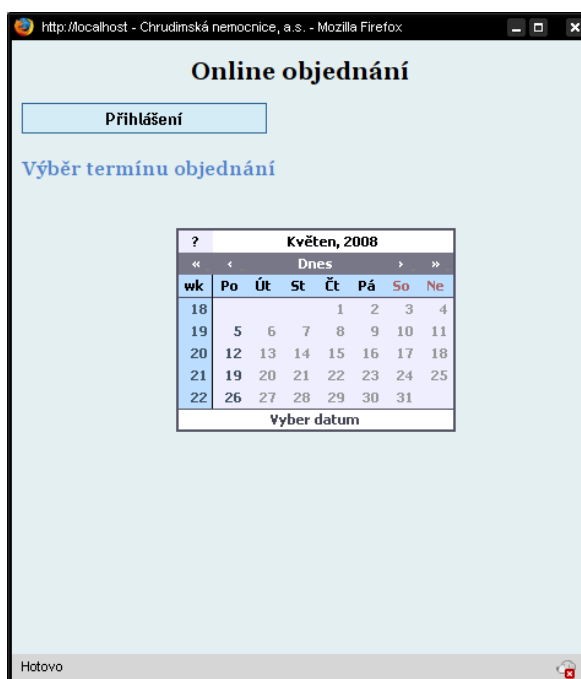 http://localhost - Chrudimská nemocnice, a.s. - Mozilla Firefox
Online objednání
Přihlášení
Výběr termínu objednání
? Květen, 2008
« ‹ Dnes › »
wk Po Út St Čt Pá So Ne
18 1 2 3 4
19 5 6 7 8 9 10 11
20 12 13 14 15 16 17 18
21 19 20 21 22 23 24 25
22 26 27 28 29 30 31
Vyber datum
Hotovo